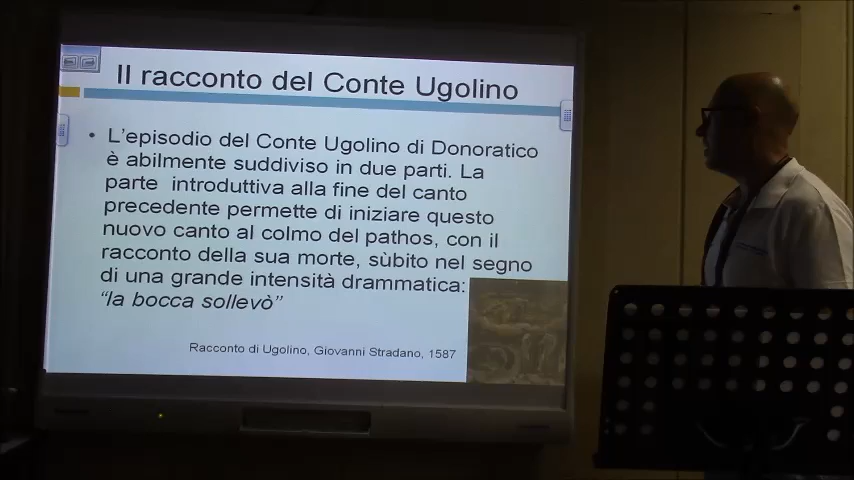 Il racconto del Conte Ugolino
• L'episodio del Conte Ugolino di Donoratico
è abilmente suddiviso in due parti. La
parte introduttiva alla fine del canto
precedente permette di iniziare questo
nuovo canto al colmo del pathos, con il
racconto della sua morte, sùbito nel segno
di una grande intensità drammatica:
“la bocca sollevò”
Racconto di Ugolino, Giovanni Stradano, 1587